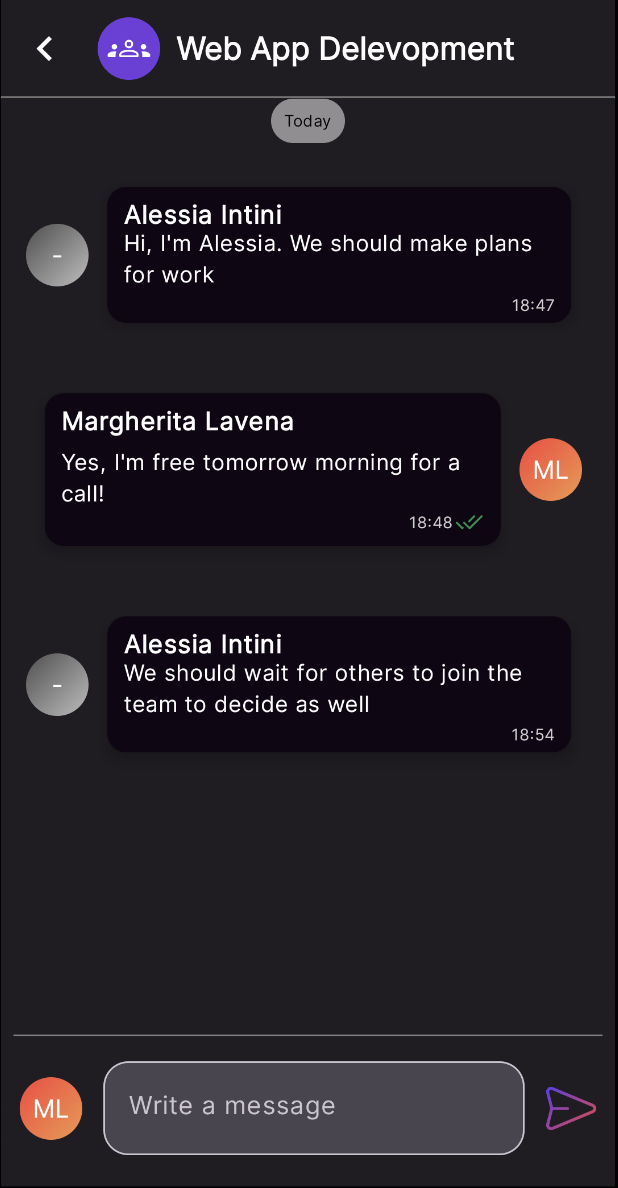 Web App Delevopment
Today
Alessia Intini
Hi, I'm Alessia. We should make plans
for work
-
18:47
Margherita Lavena
Yes, I'm free tomorrow morning for a
call!
ML
18:48
Alessia Intini
We should wait for others to join the
team to decide as well
-
18:54
ML
Write a message